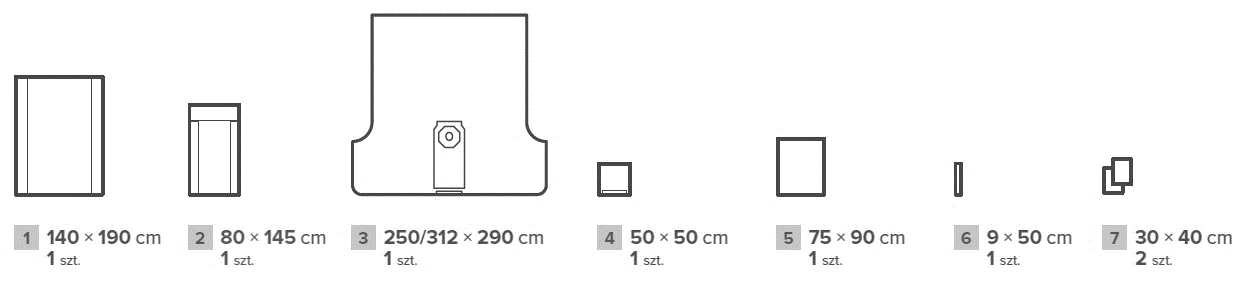 1 140 × 190 cm
1 szt.
2 80 × 145 cm
1 szt.
3 250/312 × 290 cm
1 szt.
4 50 × 50 cm
1 szt.
5 75 × 90 cm
1 szt.
6 9 × 50 cm
1 szt.
7 30 × 40 cm
2 szt.